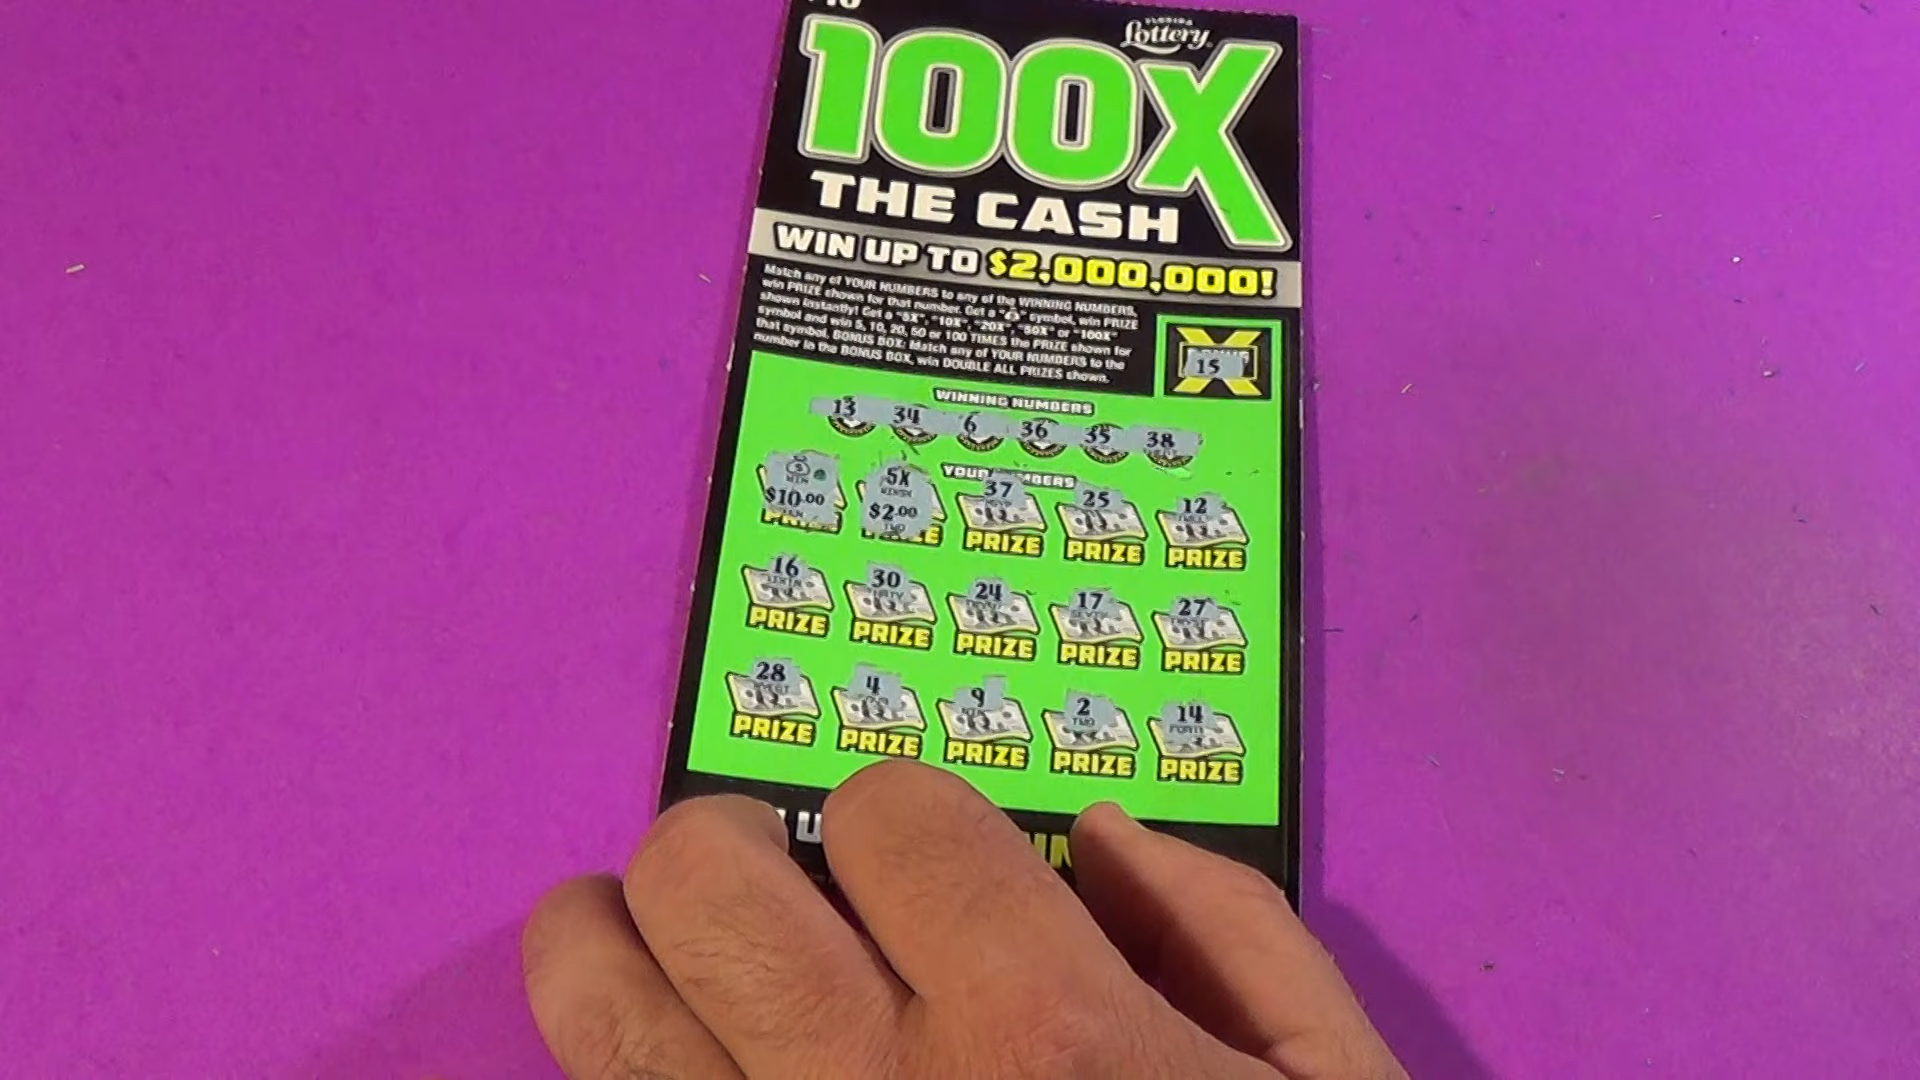 FLORIDA
Lottery
100X
THE CASH
WIN UP TO $2,000,000!
Match any of YOUR NUMBERS to any of the WINNING NUMBERS,
win PRIZE shown for that number. Get a " " symbol, win PRIZE
shown instantly! Get a "5X", "10X", "20X", "50X" or "100X"
symbol and win 5, 10, 20, 50 or 100 TIMES the PRIZE shown for
that symbol. BONUS BOX: Match any of YOUR NUMBERS to the
number in the BONUS BOX, win DOUBLE ALL PRIZES shown.
15
WINNING NUMBERS
13 34 6 36 35 38
YOUR NUMBERS
$ 5X 37 25 12
WIN
$10.00 $2.00
TWO
PRIZE PRIZE PRIZE PRIZE PRIZE
16 30 24 17 27
PRIZE PRIZE PRIZE PRIZE PRIZE
28 4 9 2 14
TWO
PRIZE PRIZE PRIZE PRIZE PRIZE